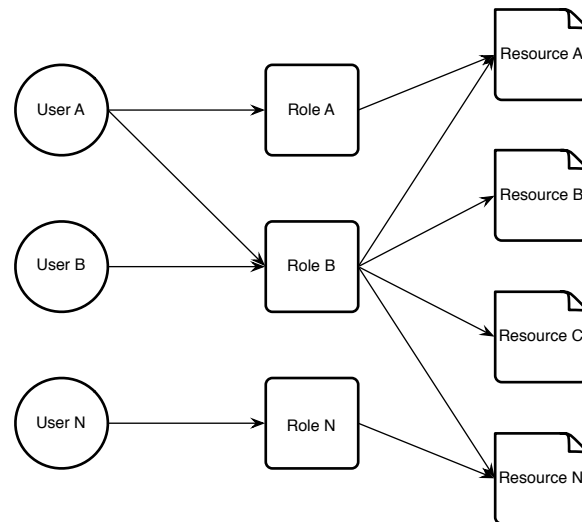 User A
Role A
Resource A
User B
Role B
Resource B
Resource C
User N
Role N
Resource N